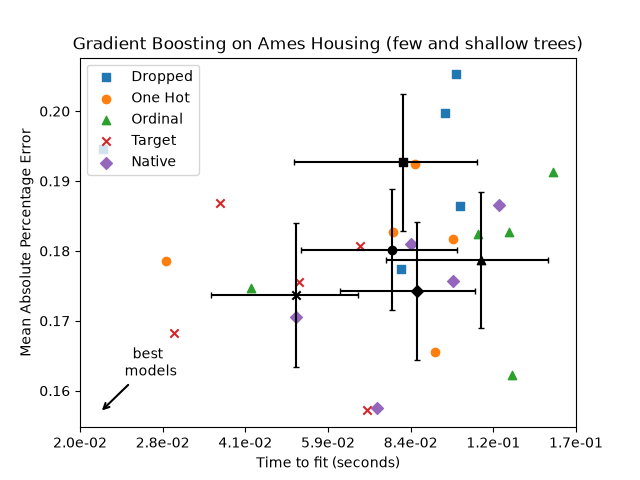 Gradient Boosting on Ames Housing (few and shallow trees)
Dropped
One Hot
Ordinal
Target
Native
Mean Absolute Percentage Error
0.20
0.19
0.18
0.17
0.16
best
models
2.0e-02 2.8e-02 4.1e-02 5.9e-02 8.4e-02 1.2e-01 1.7e-01
Time to fit (seconds)